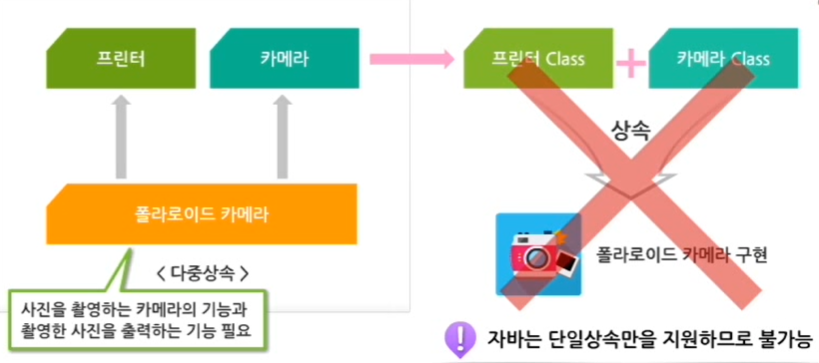 프린터
카메라
폴라로이드 카메라
< 다중상속 >
사진을 촬영하는 카메라의 기능과
촬영한 사진을 출력하는 기능 필요
프린터 Class + 카메라 Class
상속
폴라로이드 카메라 구현
! 자바는 단일상속만을 지원하므로 불가능